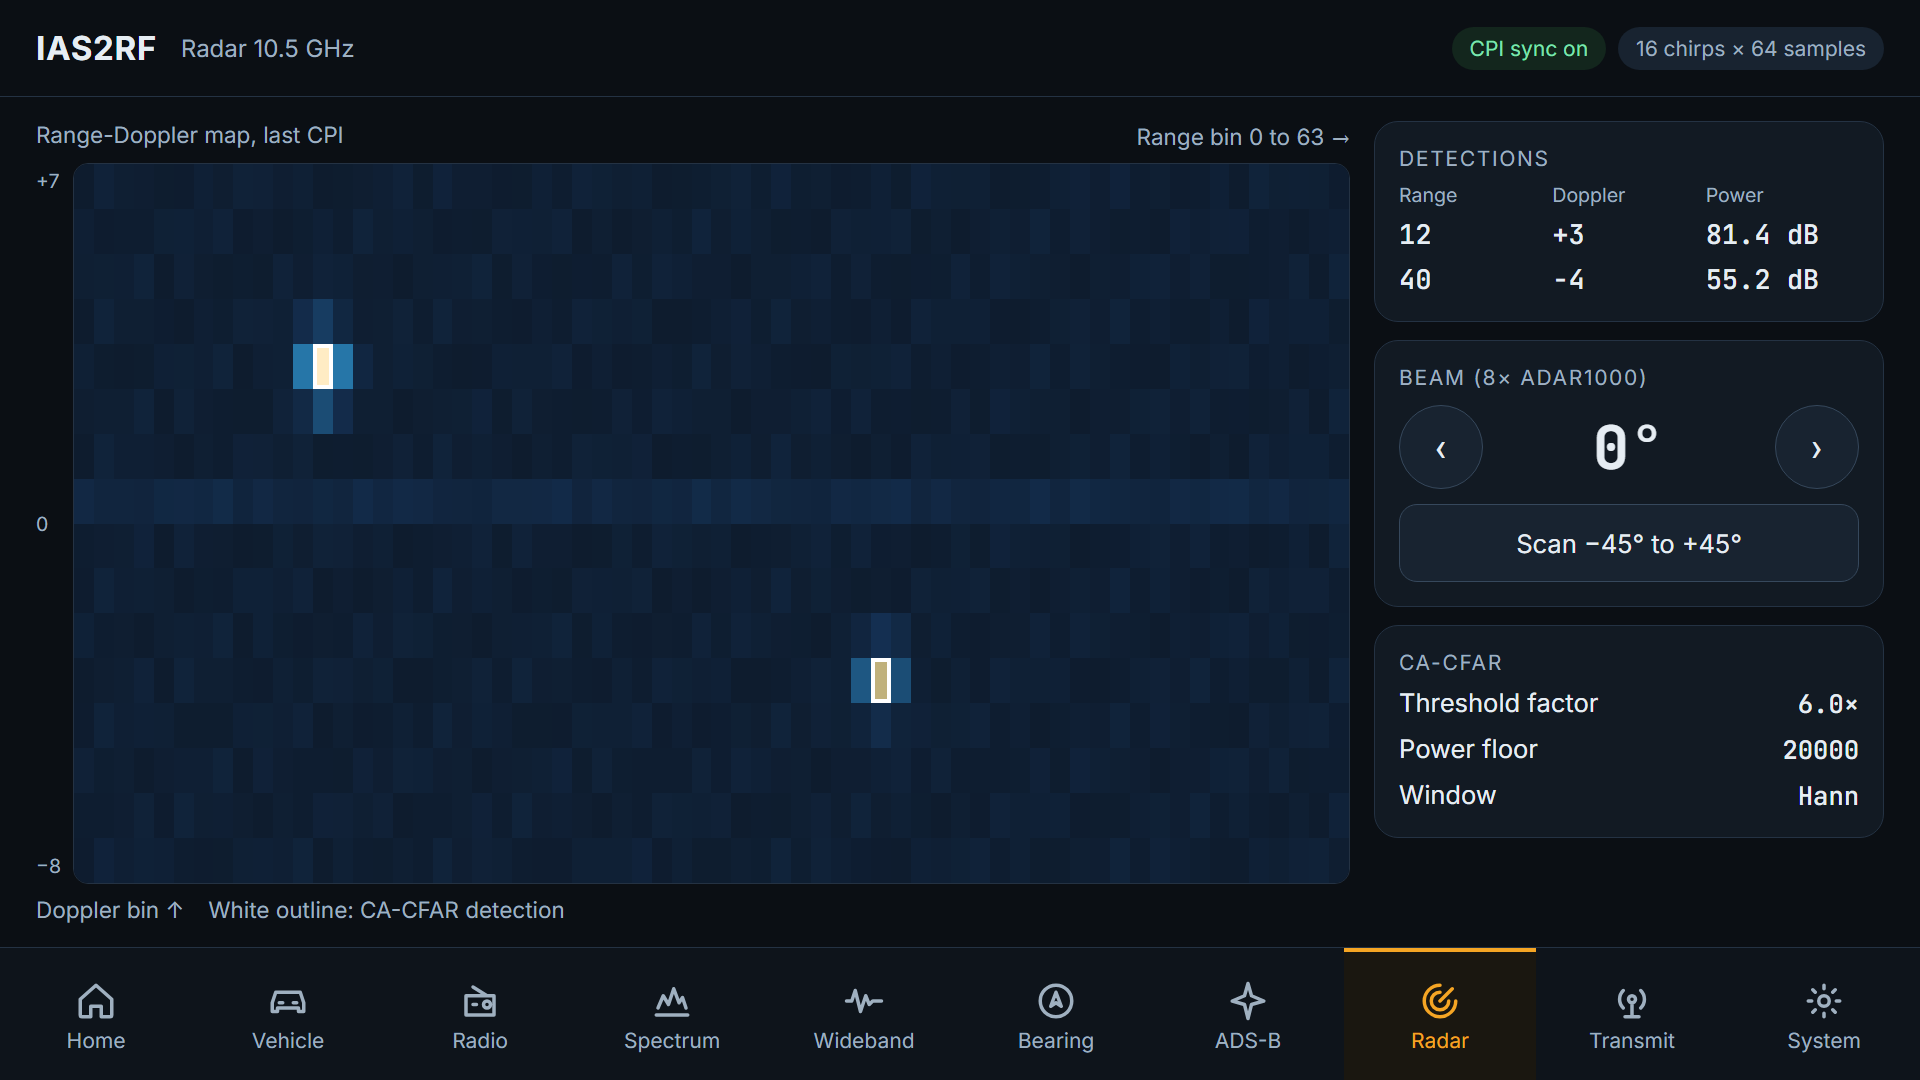 IAS2RF Radar 10.5 GHz
CPI sync on 16 chirps × 64 samples
Range-Doppler map, last CPI
Range bin 0 to 63 →
+7
0
−8
Doppler bin ↑ White outline: CA-CFAR detection
DETECTIONS
Range Doppler Power
12 +3 81.4 dB
40 -4 55.2 dB
BEAM (8× ADAR1000)
‹ 0° ›
Scan −45° to +45°
CA-CFAR
Threshold factor 6.0×
Power floor 20000
Window Hann
Home Vehicle Radio Spectrum Wideband Bearing ADS-B Radar Transmit System